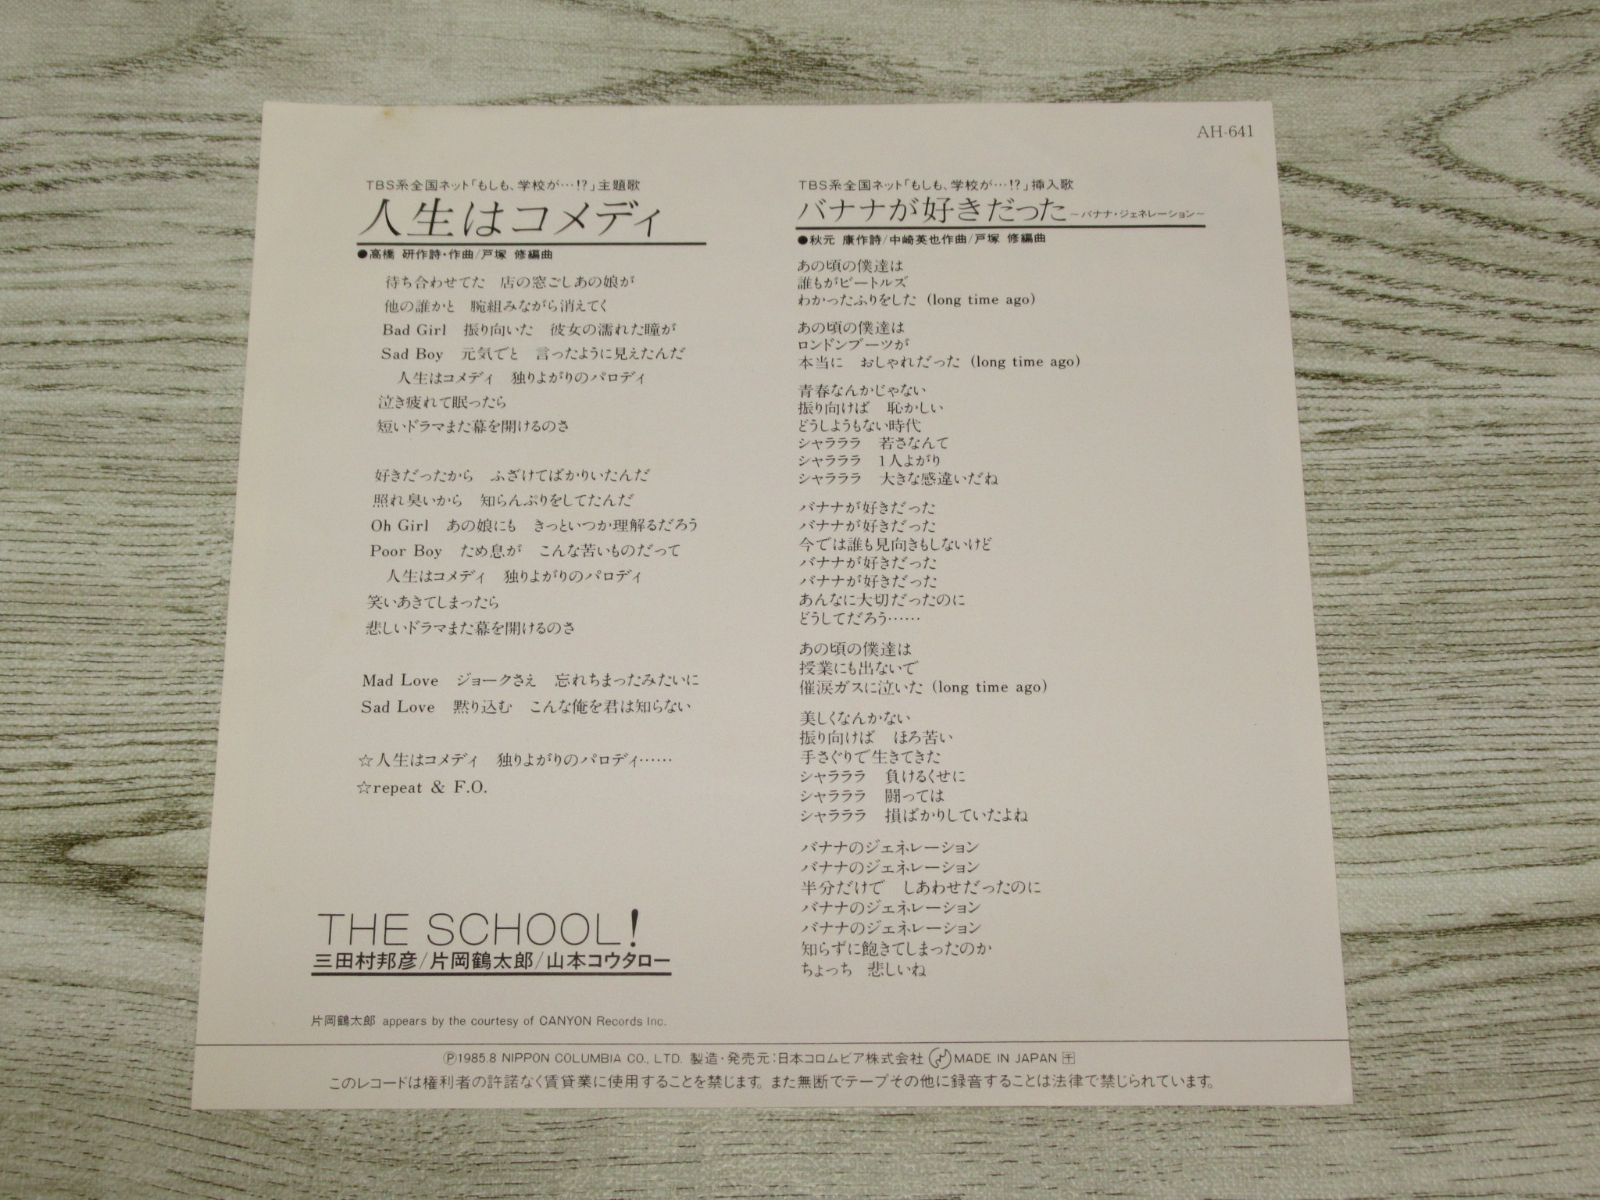 AH-641
TBS系全国ネット「もしも、学校が…!?」主題歌
人生はコメディ
●高橋 研作詩・作曲/戸塚 修編曲
待ち合わせてた 店の窓ごしあの娘が
他の誰かと 腕組みながら消えてく
Bad Girl 振り向いた 彼女の濡れた瞳が
Sad Boy 元気でと 言ったように見えたんだ
人生はコメディ 独りよがりのパロディ
泣き疲れて眠ったら
短いドラマまた幕を開けるのさ
好きだったから ふざけてばかりいたんだ
照れ臭いから 知らんぷりをしてたんだ
Oh Girl あの娘にも きっといつか理解るだろう
Poor Boy ため息が こんな苦いものだって
人生はコメディ 独りよがりのパロディ
笑いあきてしまったら
悲しいドラマまた幕を開けるのさ
Mad Love ジョークさえ 忘れちまったみたいに
Sad Love 黙り込む こんな俺を君は知らない
☆人生はコメディ 独りよがりのパロディ……
☆repeat & F.O.
THE SCHOOL!
三田村邦彦/片岡鶴太郎/山本コウタロー
片岡鶴太郎 appears by the courtesy of CANYON Records Inc.
TBS系全国ネット「もしも、学校が…!?」挿入歌
バナナが好きだった～バナナ・ジェネレーション～
●秋元 康作詩/中崎英也作曲/戸塚 修編曲
あの頃の僕達は
誰もがビートルズ
わかったふりをした (long time ago)
あの頃の僕達は
ロンドンブーツが
本当に おしゃれだった (long time ago)
青春なんかじゃない
振り向けば 恥かしい
どうしようもない時代
シャラララ 若さなんて
シャラララ 1人よがり
シャラララ 大きな感違いだね
バナナが好きだった
バナナが好きだった
今では誰も見向きもしないけど
バナナが好きだった
バナナが好きだった
あんなに大切だったのに
どうしてだろう……
あの頃の僕達は
授業にも出ないで
催涙ガスに泣いた (long time ago)
美しくなんかない
振り向けば ほろ苦い
手さぐりで生きてきた
シャラララ 負けるくせに
シャラララ 闘っては
シャラララ 損ばかりしていたよね
バナナのジェネレーション
バナナのジェネレーション
半分だけで しあわせだったのに
バナナのジェネレーション
バナナのジェネレーション
知らずに飽きてしまったのか
ちょっち 悲しいね
Ⓟ1985.8 NIPPON COLUMBIA CO., LTD. 製造・発売元:日本コロムビア株式会社 MADE IN JAPAN 干
このレコードは権利者の許諾なく賃貸業に使用することを禁じます。また無断でテープその他に録音することは法律で禁じられています。